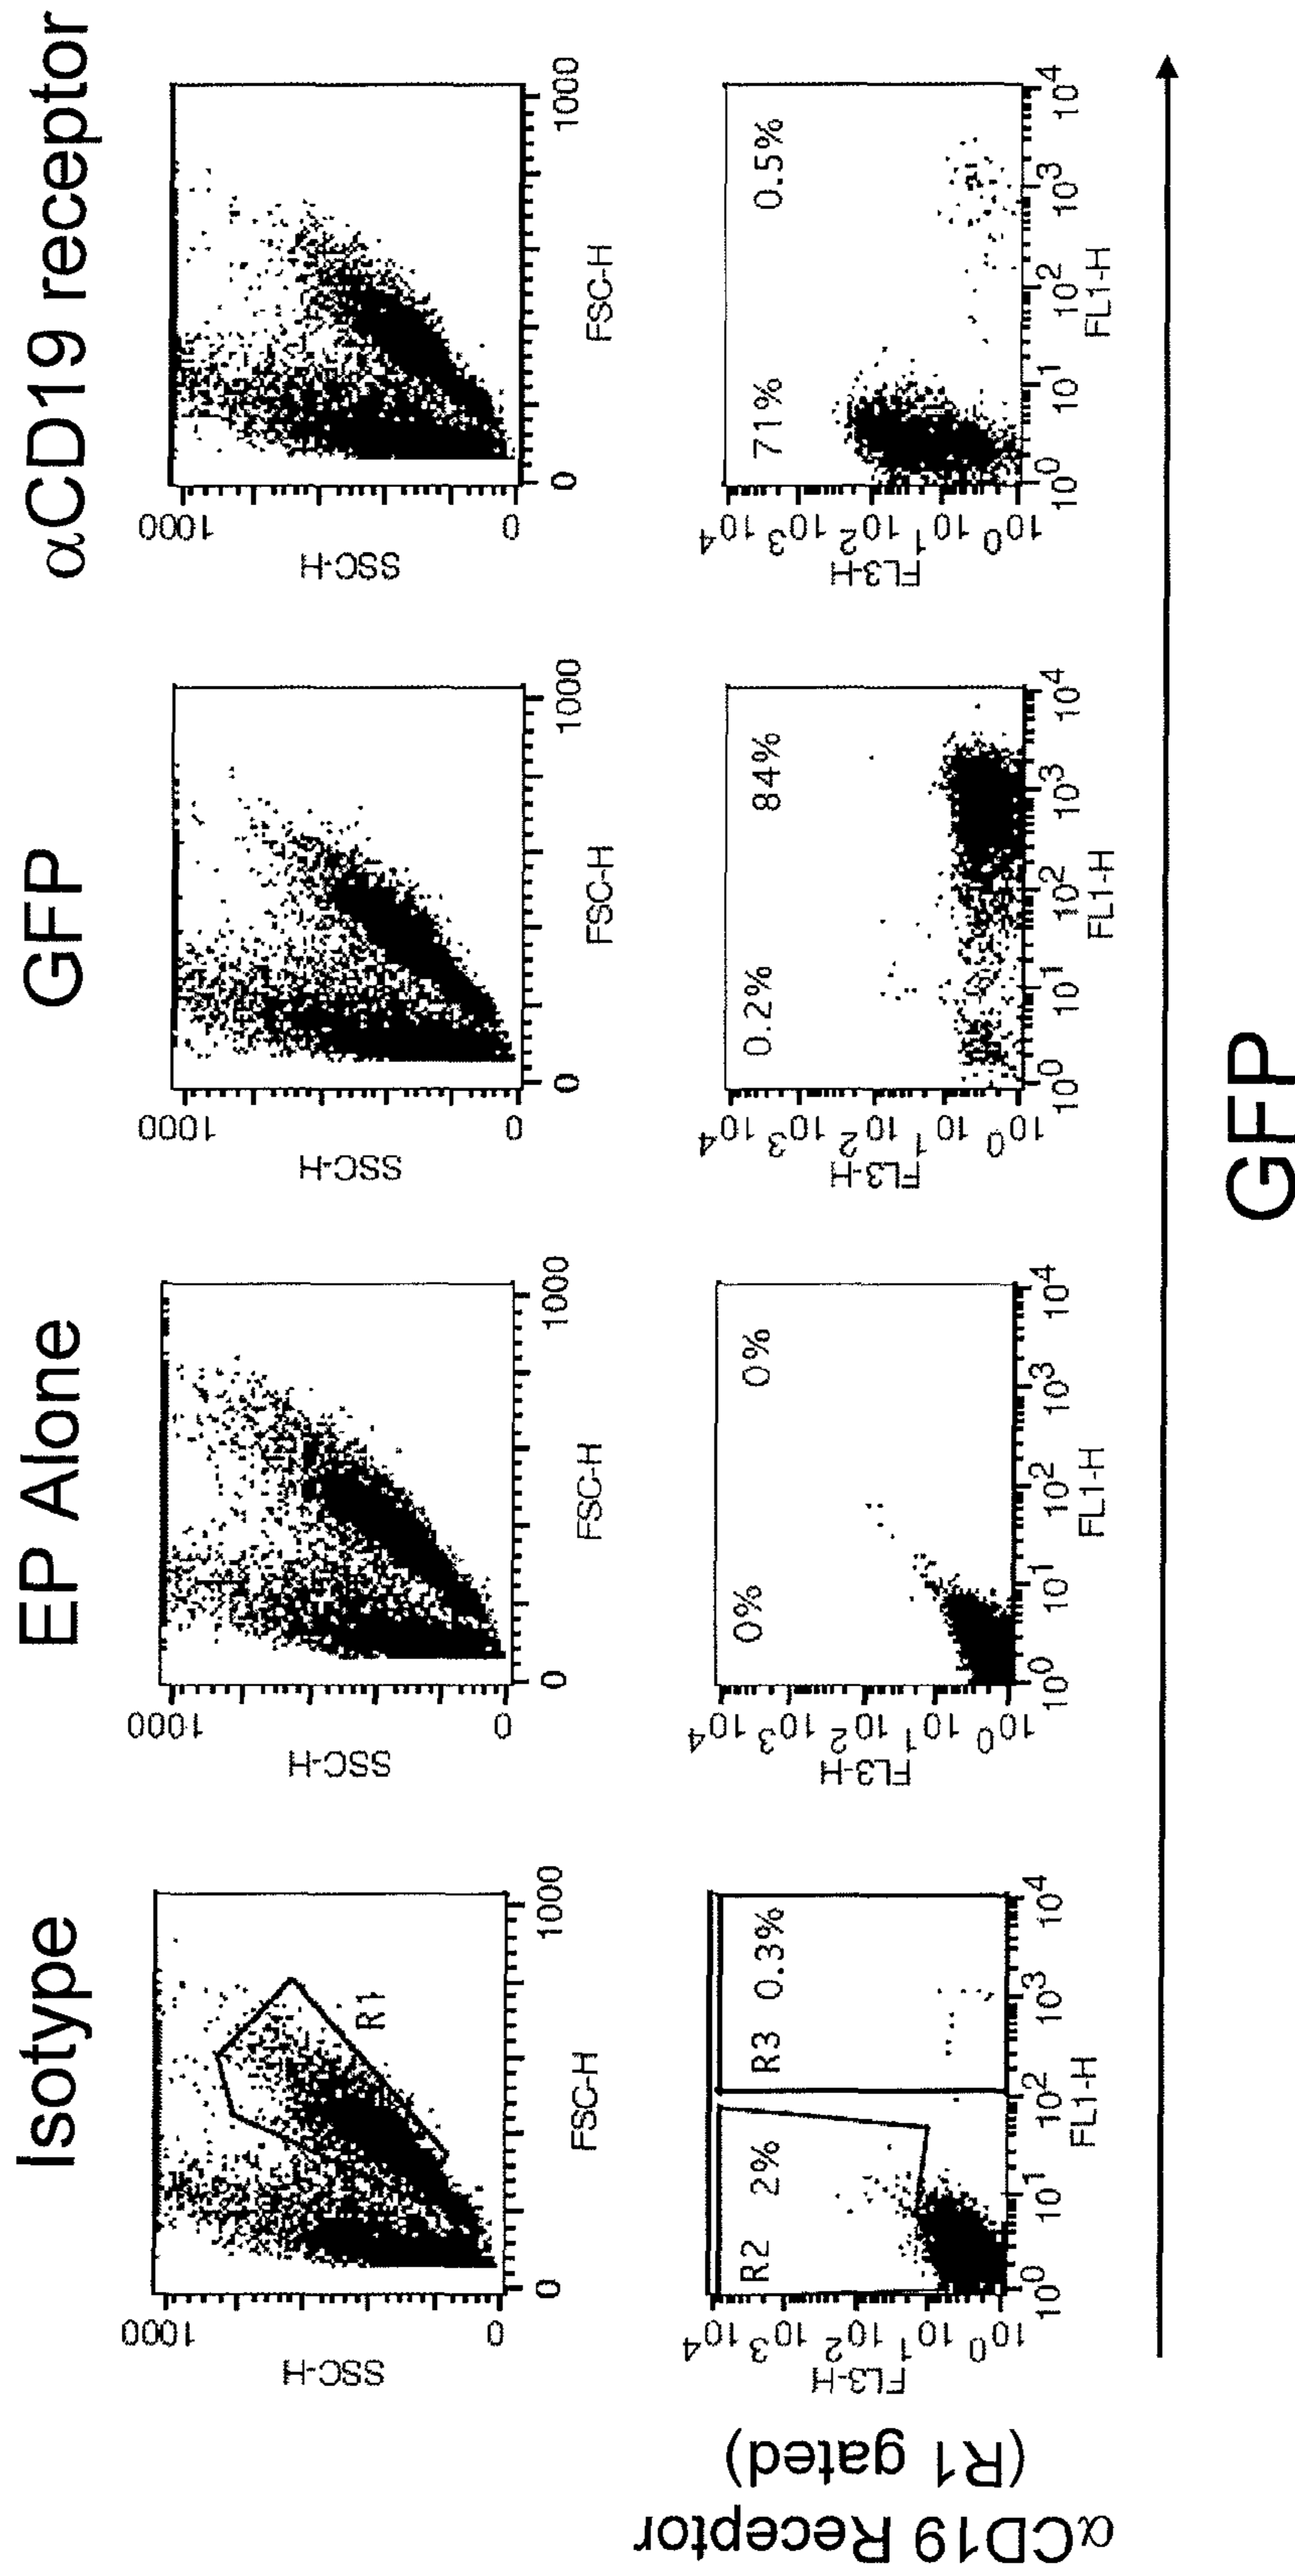 Isotype
EP Alone
GFP
αCD19 receptor
1000
SSC-H
0
R1
0
1000
FSC-H
1000
SSC-H
0
0
1000
FSC-H
1000
SSC-H
0
0
1000
FSC-H
1000
SSC-H
0
0
1000
FSC-H
αCD19 Receptor
(R1 gated)
10⁴
10³
10²
10¹
10⁰
FL3-H
R2 2%
R3 0.3%
10⁰ 10¹ 10² 10³ 10⁴
FL1-H
10⁴
10³
10²
10¹
10⁰
FL3-H
0%
0%
10⁰ 10¹ 10² 10³ 10⁴
FL1-H
10⁴
10³
10²
10¹
10⁰
FL3-H
0.2%
84%
10⁰ 10¹ 10² 10³ 10⁴
FL1-H
10⁴
10³
10²
10¹
10⁰
FL3-H
71%
0.5%
10⁰ 10¹ 10² 10³ 10⁴
FL1-H
GFP